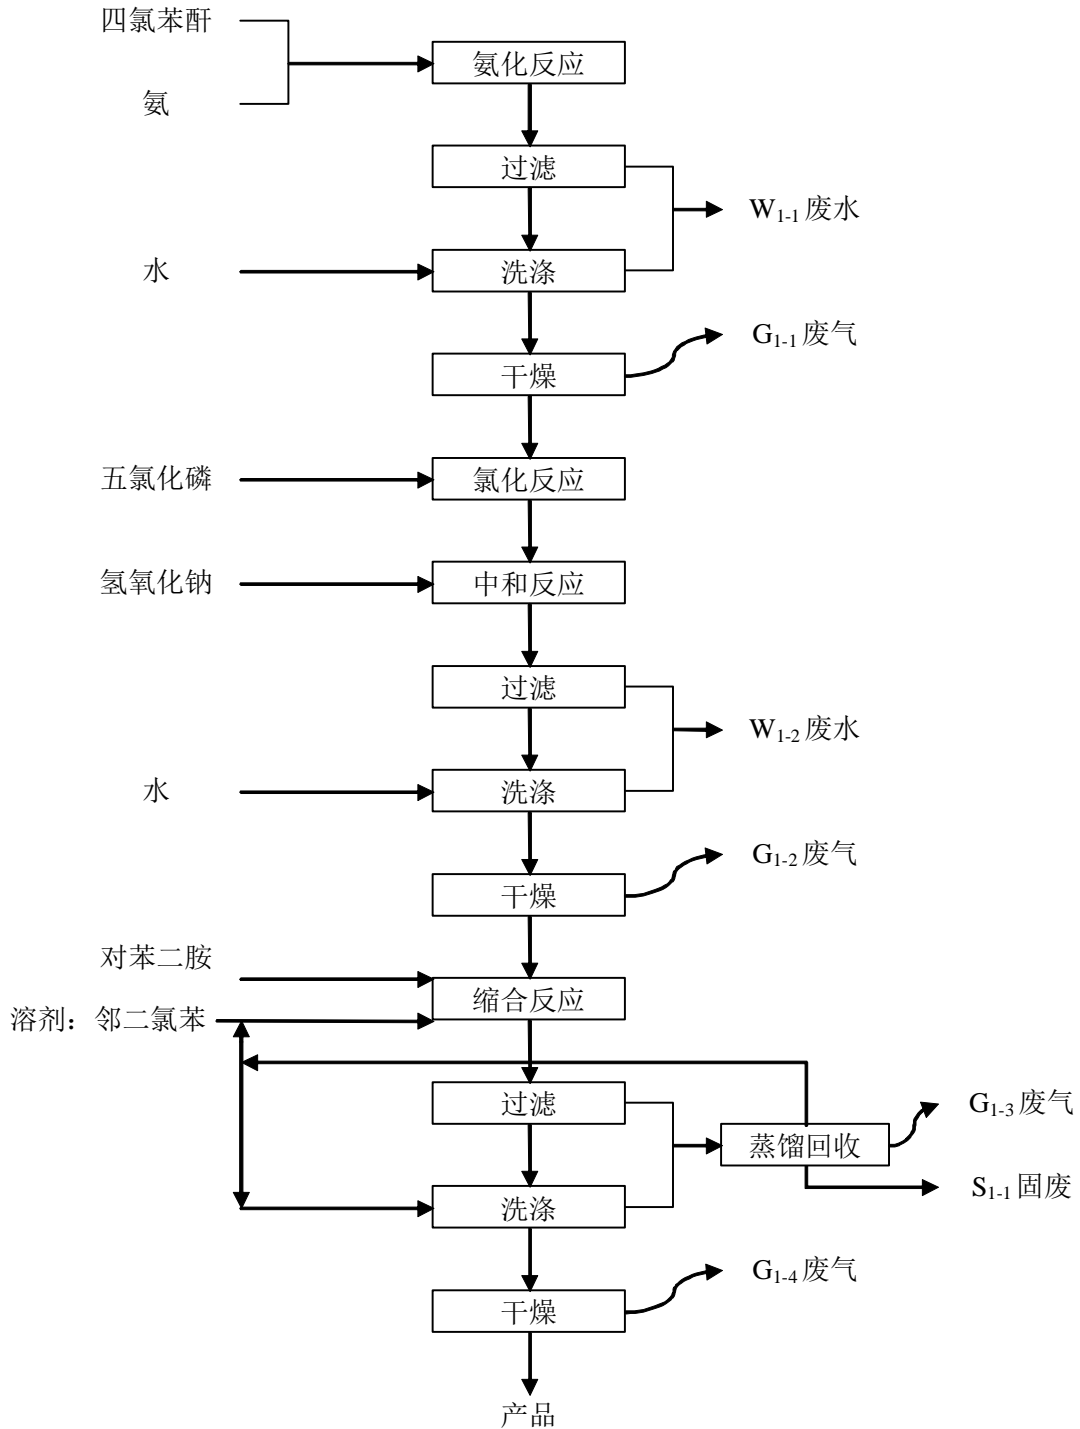 四氯苯酐
氨化反应
氨
过滤
W1-1废水
水
洗涤
G1-1废气
干燥
五氯化磷
氯化反应
氢氧化钠
中和反应
过滤
W1-2废水
水
洗涤
G1-2废气
干燥
对苯二胺
缩合反应
溶剂：邻二氯苯
过滤
G1-3废气
蒸馏回收
S1-1固废
洗涤
G1-4废气
干燥
产品